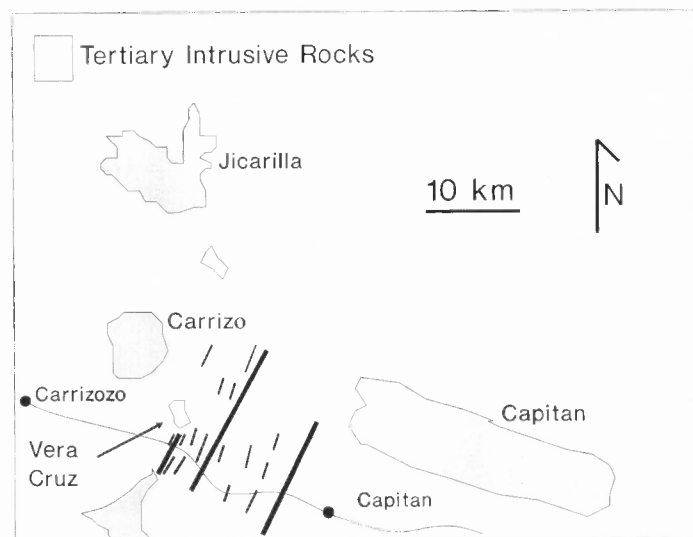 Tertiary Intrusive Rocks
Jicarilla
10 km
N
Carrizo
Carrizozo
Capitan
Vera
Cruz
Capitan